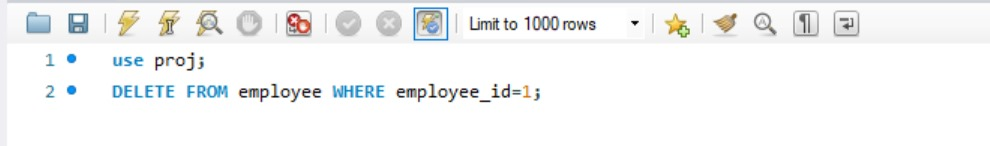 Limit to 1000 rows
1 use proj;
2 DELETE FROM employee WHERE employee_id=1;